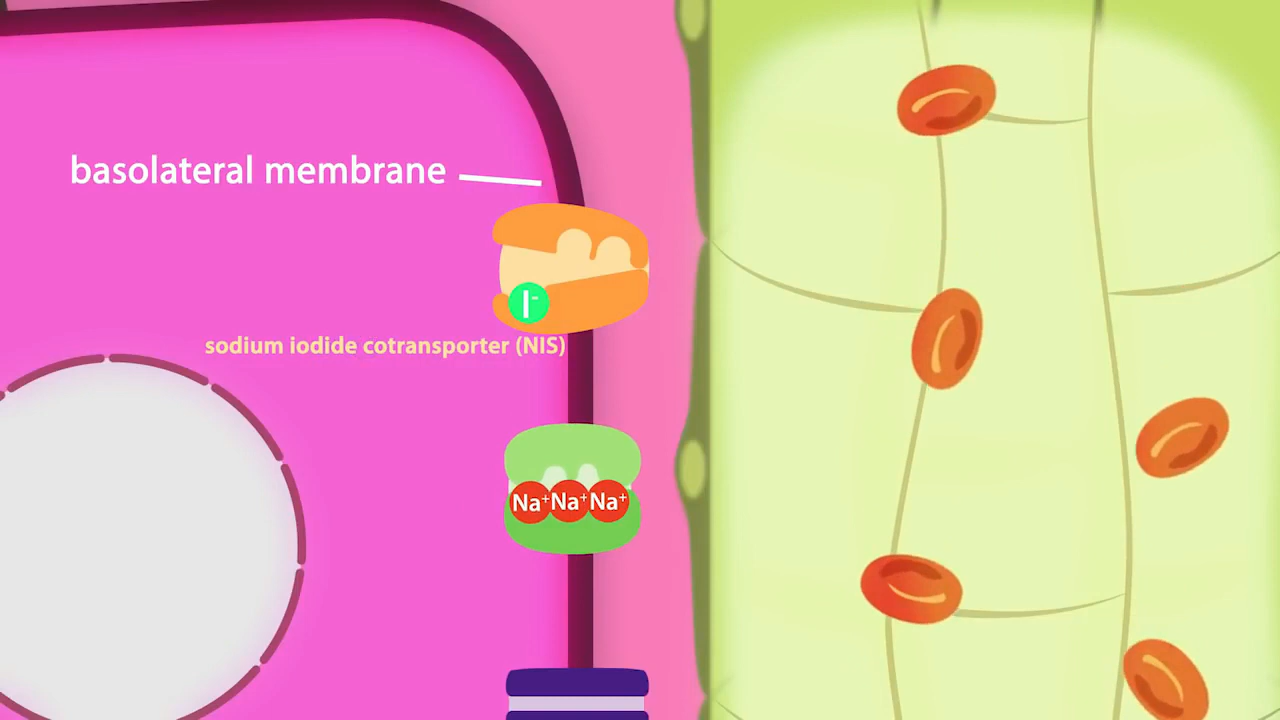 basolateral membrane
I⁻
sodium iodide cotransporter (NIS)
Na⁺ Na⁺ Na⁺